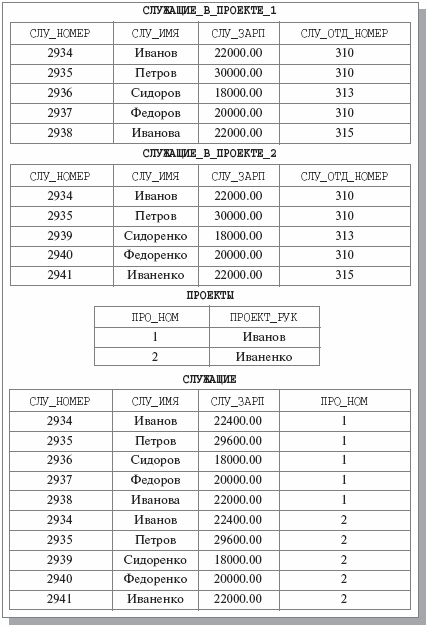 СЛУЖАЩИЕ_В_ПРОЕКТЕ_1
СЛУ_НОМЕР СЛУ_ИМЯ СЛУ_ЗАРП СЛУ_ОТД_НОМЕР
2934 Иванов 22000.00 310
2935 Петров 30000.00 310
2936 Сидоров 18000.00 313
2937 Федоров 20000.00 310
2938 Иванова 22000.00 315
СЛУЖАЩИЕ_В_ПРОЕКТЕ_2
СЛУ_НОМЕР СЛУ_ИМЯ СЛУ_ЗАРП СЛУ_ОТД_НОМЕР
2934 Иванов 22000.00 310
2935 Петров 30000.00 310
2939 Сидоренко 18000.00 313
2940 Федоренко 20000.00 310
2941 Иваненко 22000.00 315
ПРОЕКТЫ
ПРО_НОМ ПРОЕКТ_РУК
1 Иванов
2 Иваненко
СЛУЖАЩИЕ
СЛУ_НОМЕР СЛУ_ИМЯ СЛУ_ЗАРП ПРО_НОМ
2934 Иванов 22400.00 1
2935 Петров 29600.00 1
2936 Сидоров 18000.00 1
2937 Федоров 20000.00 1
2938 Иванова 22000.00 1
2934 Иванов 22400.00 2
2935 Петров 29600.00 2
2939 Сидоренко 18000.00 2
2940 Федоренко 20000.00 2
2941 Иваненко 22000.00 2